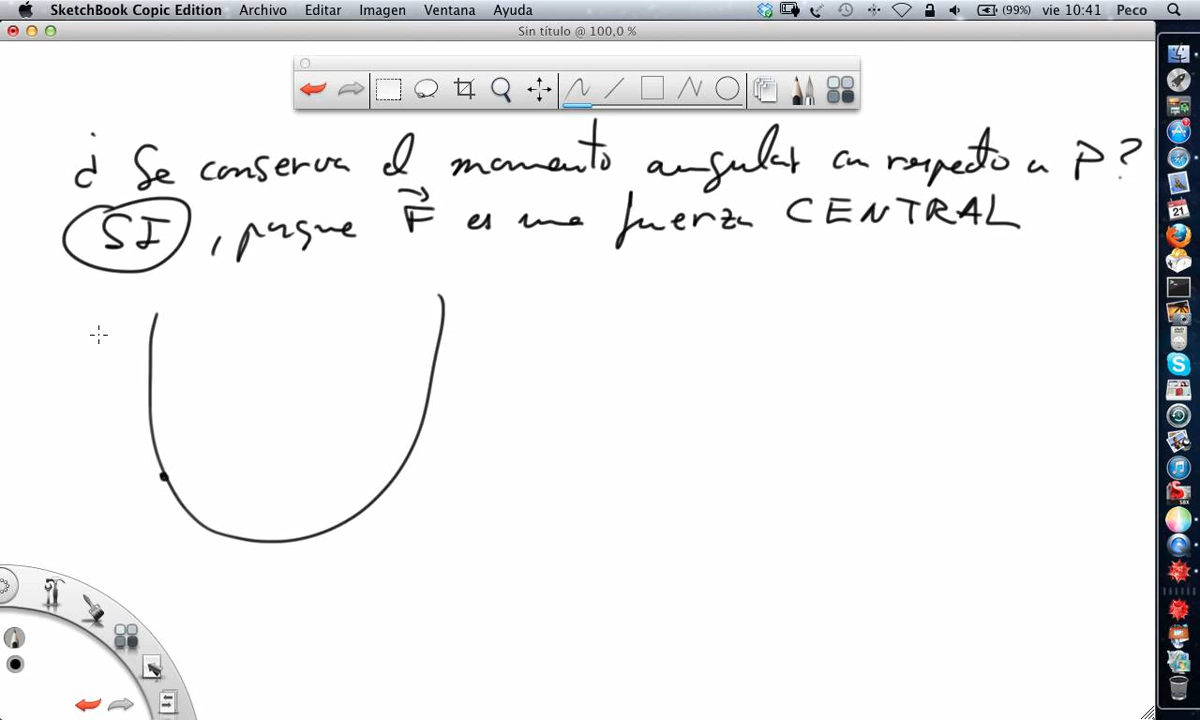 SketchBook Copic Edition Archivo Editar Imagen Ventana Ayuda (99%) vie 10:41 Peco
Sin título @ 100,0 %
¿ Se conserva el momento angular con respecto a P?
SI, porque F es una fuerza CENTRAL
21